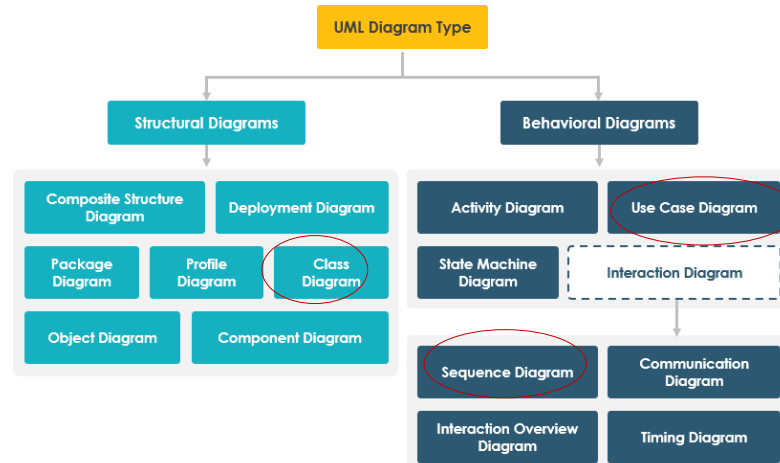 UML Diagram Type
Structural Diagrams
Behavioral Diagrams
Composite Structure
Diagram
Deployment Diagram
Package
Diagram
Profile
Diagram
Class
Diagram
Object Diagram
Component Diagram
Activity Diagram
Use Case Diagram
State Machine
Diagram
Interaction Diagram
Sequence Diagram
Communication
Diagram
Interaction Overview
Diagram
Timing Diagram